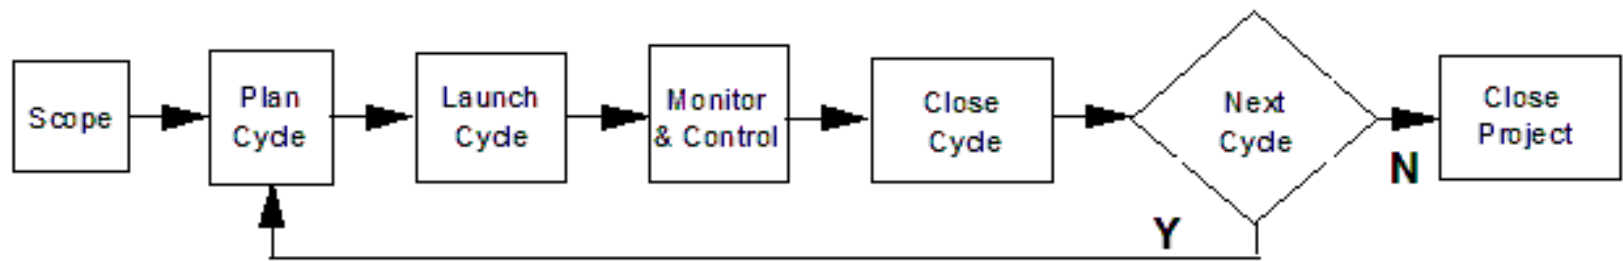 Scope
Plan
Cycle
Launch
Cycle
Monitor
& Control
Close
Cycle
Next
Cycle
N
Close
Project
Y